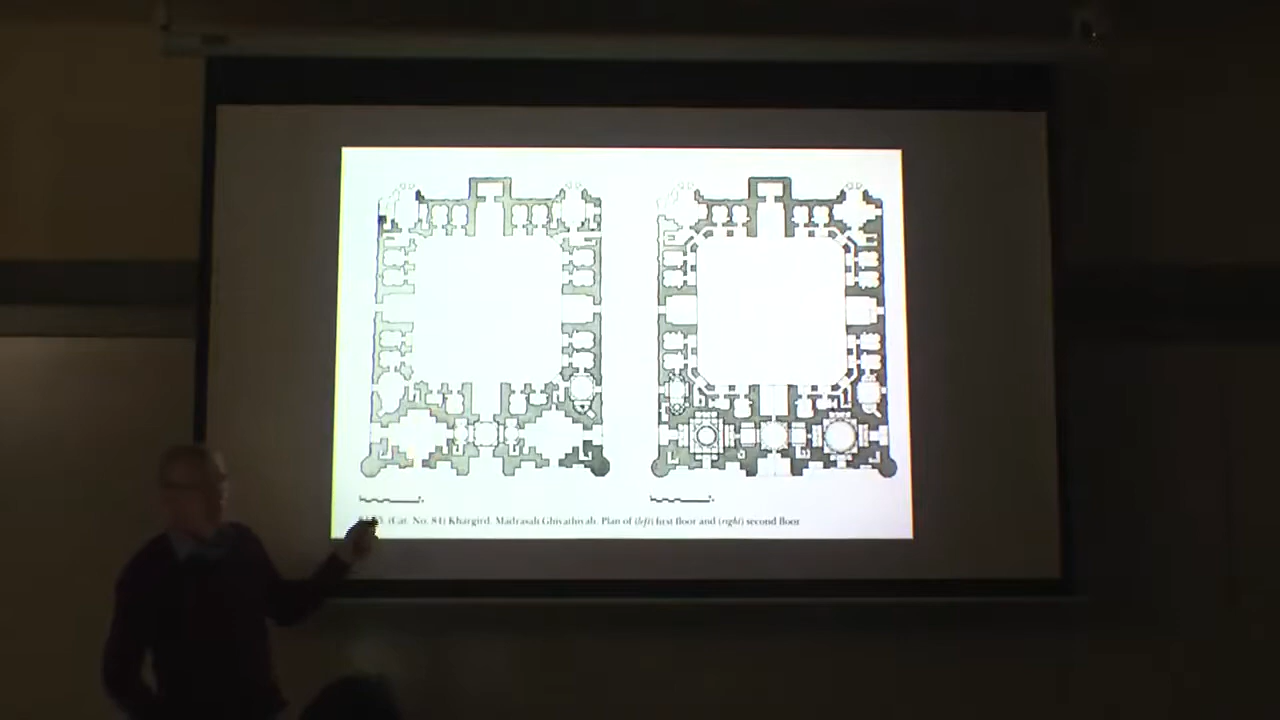 (Cat. No. 84) Khargird. Madrasah Ghiyathiyah. Plan of (left) first floor and (right) second floor